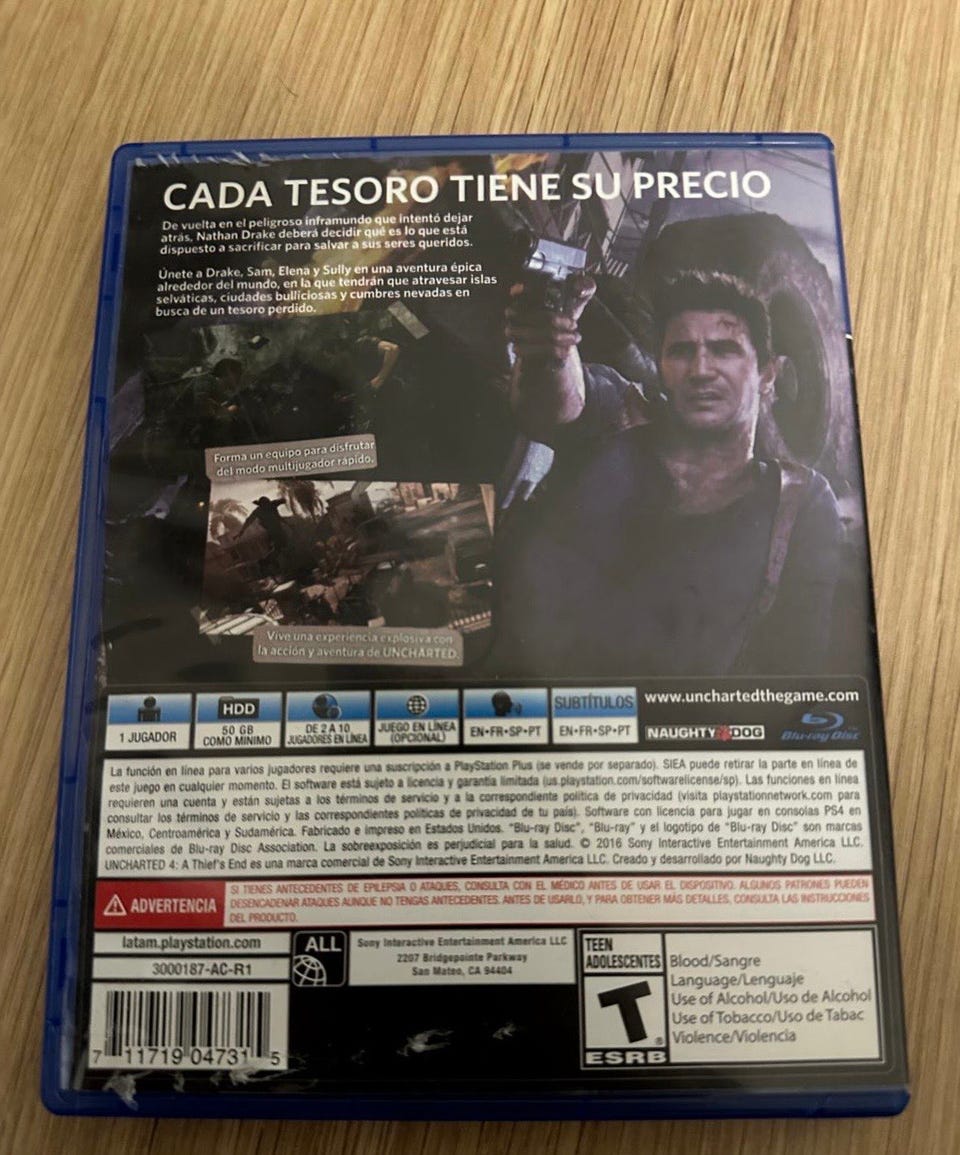 CADA TESORO TIENE SU PRECIO
De vuelta en el peligroso inframundo que intentó dejar
atrás, Nathan Drake deberá decidir qué es lo que está
dispuesto a sacrificar para salvar a sus seres queridos.
Únete a Drake, Sam, Elena y Sully en una aventura épica
alrededor del mundo, en la que tendrán que atravesar islas
selváticas, ciudades bulliciosas y cumbres nevadas en
busca de un tesoro perdido.
Forma un equipo para disfrutar
del modo multijugador rápido.
Vive una experiencia explosiva con
la acción y aventura de UNCHARTED.
1 JUGADOR
HDD
50 GB
COMO MÍNIMO
DE 2 A 10
JUGADORES EN LÍNEA
JUEGO EN LÍNEA
(OPCIONAL)
EN•FR•SP•PT
SUBTÍTULOS
EN•FR•SP•PT
www.unchartedthegame.com
NAUGHTY DOG
Blu-ray Disc
La función en línea para varios jugadores requiere una suscripción a PlayStation Plus (se vende por separado). SIEA puede retirar la parte en línea de
este juego en cualquier momento. El software está sujeto a licencia y garantía limitada (us.playstation.com/softwarelicense/sp). Las funciones en línea
requieren una cuenta y están sujetas a los términos de servicio y a la correspondiente política de privacidad (visita playstationnetwork.com para
consultar los términos de servicio y las correspondientes políticas de privacidad de tu país). Software con licencia para jugar en consolas PS4 en
México, Centroamérica y Sudamérica. Fabricado e impreso en Estados Unidos. "Blu-ray Disc", "Blu-ray" y el logotipo de "Blu-ray Disc" son marcas
comerciales de Blu-ray Disc Association. La sobreexposición es perjudicial para la salud. © 2016 Sony Interactive Entertainment America LLC.
UNCHARTED 4: A Thief's End es una marca comercial de Sony Interactive Entertainment America LLC. Creado y desarrollado por Naughty Dog LLC.
ADVERTENCIA
SI TIENES ANTECEDENTES DE EPILEPSIA O ATAQUES, CONSULTA CON EL MÉDICO ANTES DE USAR EL DISPOSITIVO. ALGUNOS PATRONES PUEDEN
DESENCADENAR ATAQUES AUNQUE NO TENGAS ANTECEDENTES. ANTES DE USARLO, Y PARA OBTENER MÁS DETALLES, CONSULTA LAS INSTRUCCIONES
DEL PRODUCTO.
latam.playstation.com
3000187-AC-R1
7 11719 04731 5
ALL
Sony Interactive Entertainment America LLC
2207 Bridgepointe Parkway
San Mateo, CA 94404
TEEN
ADOLESCENTES
T
ESRB
Blood/Sangre
Language/Lenguaje
Use of Alcohol/Uso de Alcohol
Use of Tobacco/Uso de Tabac
Violence/Violencia